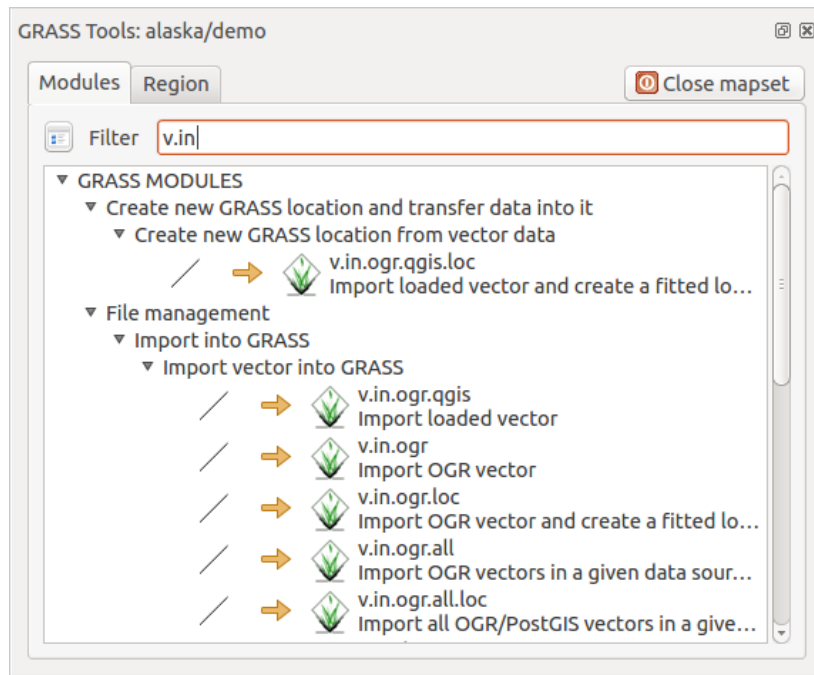 GRASS Tools: alaska/demo
Modules
Region
Close mapset
Filter
v.in
GRASS MODULES
Create new GRASS location and transfer data into it
Create new GRASS location from vector data
v.in.ogr.qgis.loc
Import loaded vector and create a fitted lo...
File management
Import into GRASS
Import vector into GRASS
v.in.ogr.qgis
Import loaded vector
v.in.ogr
Import OGR vector
v.in.ogr.loc
Import OGR vector and create a fitted lo...
v.in.ogr.all
Import OGR vectors in a given data sour...
v.in.ogr.all.loc
Import all OGR/PostGIS vectors in a give...